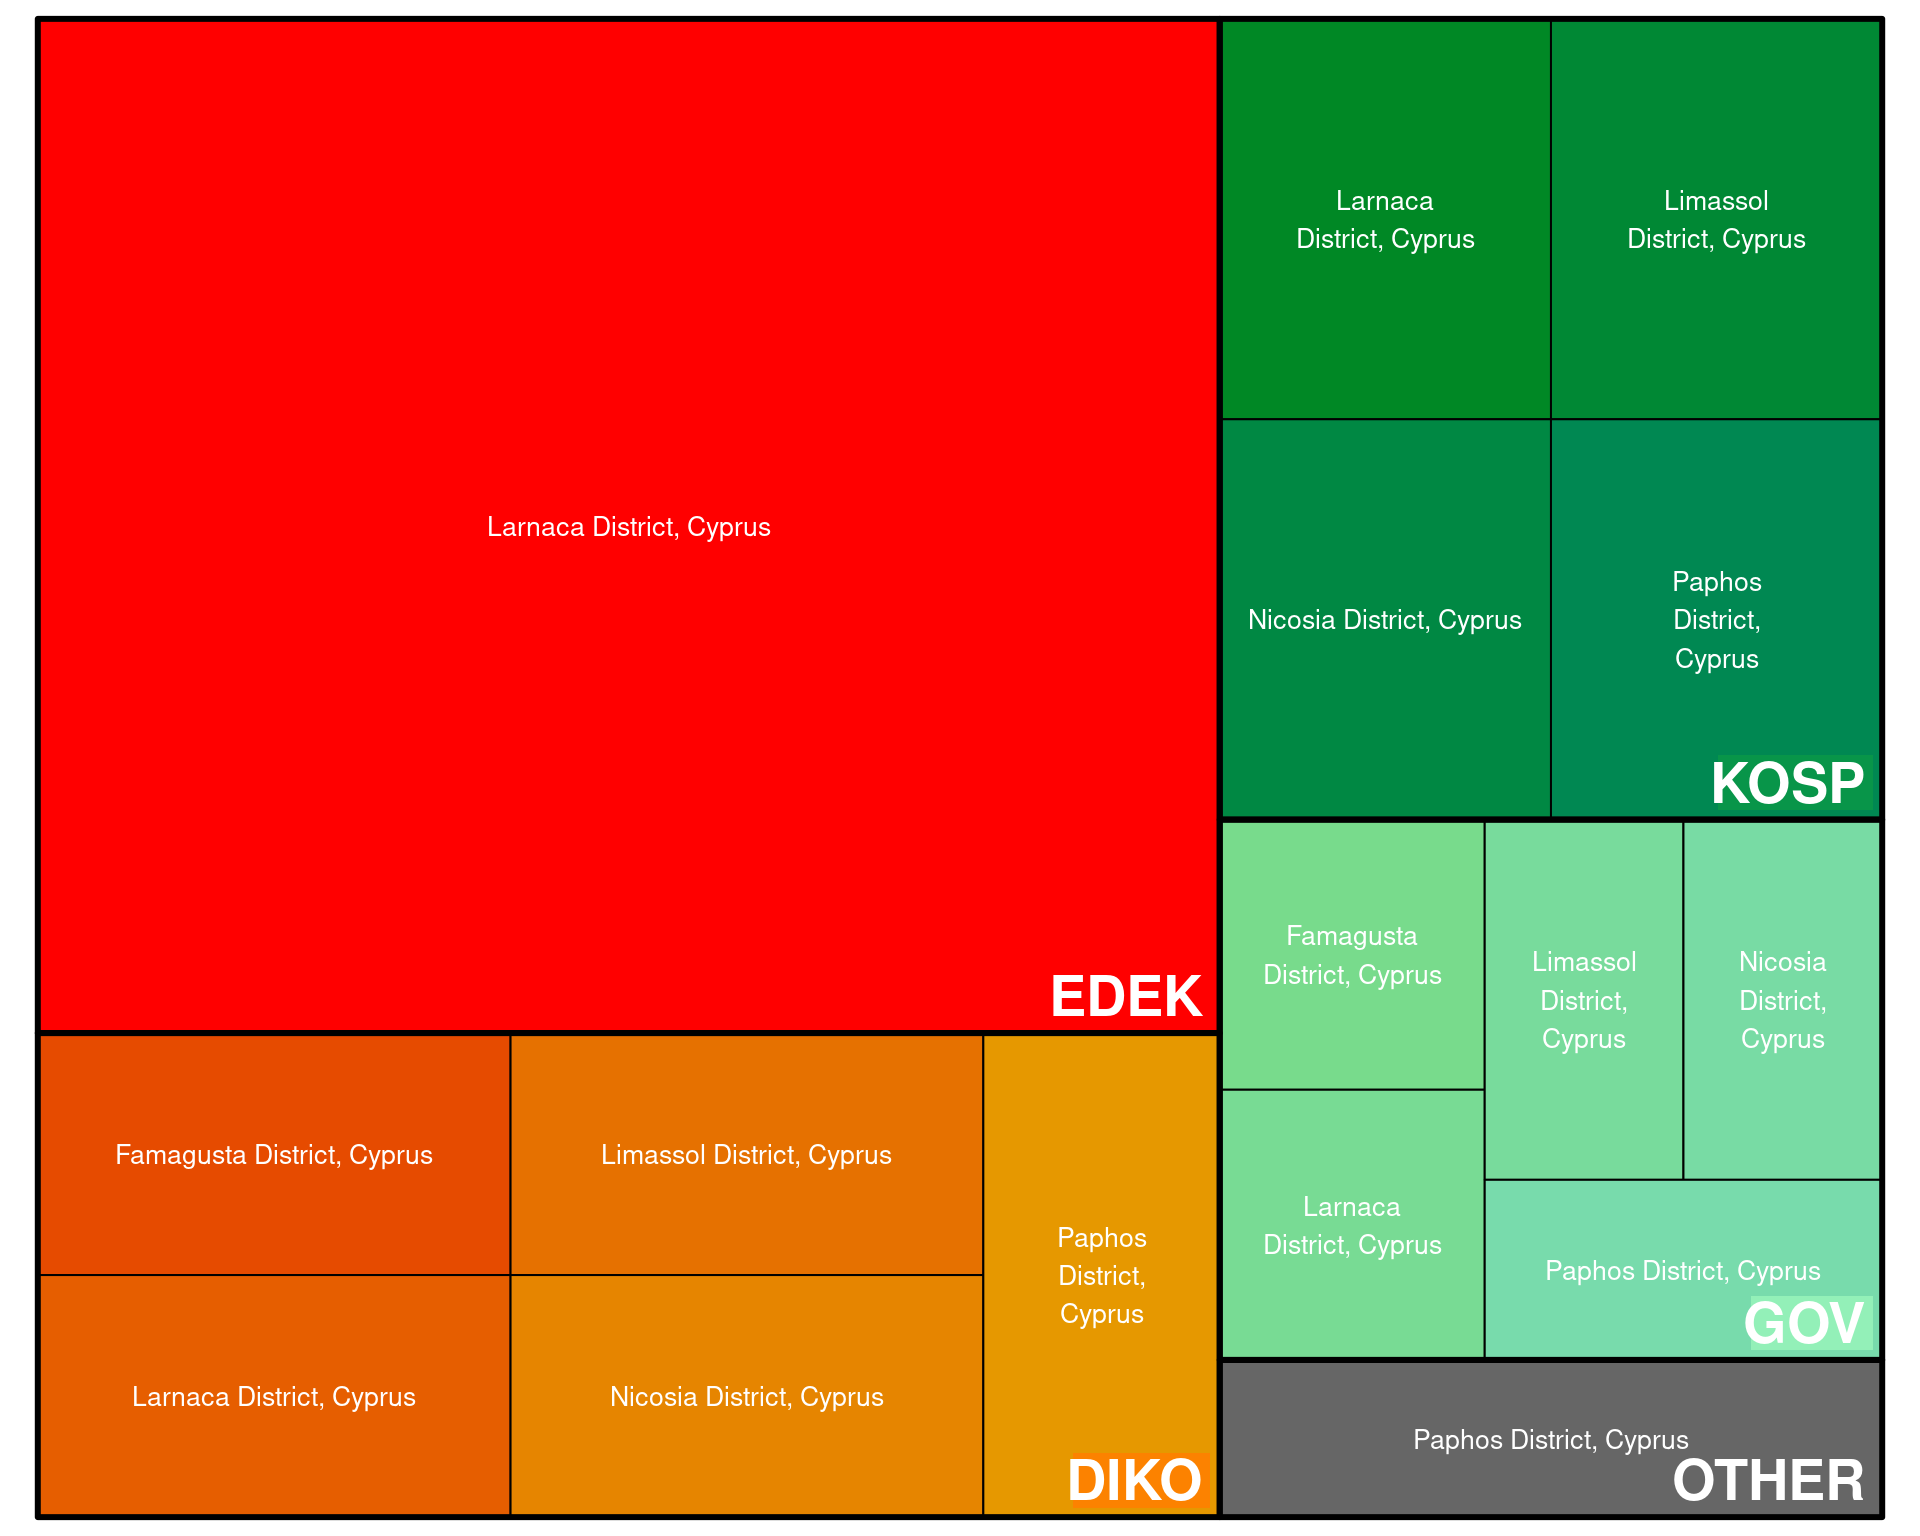 Larnaca District, Cyprus
EDEK
Famagusta District, Cyprus
Larnaca District, Cyprus
Limassol District, Cyprus
Nicosia District, Cyprus
Paphos
District,
Cyprus
DIKO
Larnaca
District, Cyprus
Limassol
District, Cyprus
Nicosia District, Cyprus
Paphos
District,
Cyprus
KOSP
Famagusta
District, Cyprus
Larnaca
District, Cyprus
Limassol
District,
Cyprus
Nicosia
District,
Cyprus
Paphos District, Cyprus
GOV
Paphos District, Cyprus
OTHER